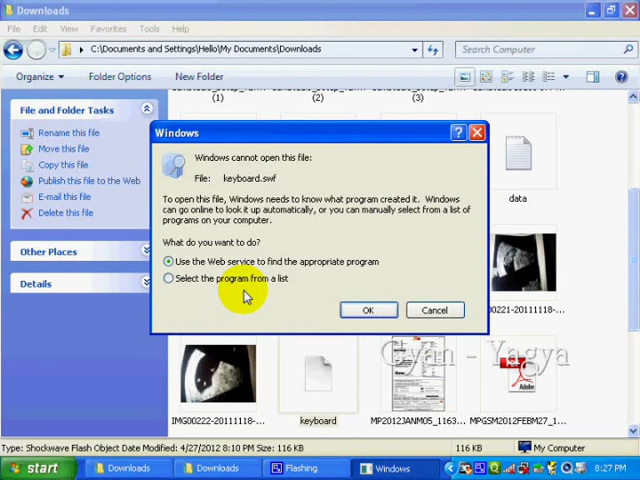 Downloads
File Edit View Favorites Tools Help
C:\Documents and Settings\Hello\My Documents\Downloads
Search Computer
Organize Folder Options New Folder
(1) (2) (3)
File and Folder Tasks
Rename this file
Move this file
Copy this file
Publish this file to the Web
E-mail this file
Delete this file
Other Places
Details
Windows
Windows cannot open this file:
File: keyboard.swf
To open this file, Windows needs to know what program created it. Windows
can go online to look it up automatically, or you can manually select from a list of
programs on your computer.
What do you want to do?
Use the Web service to find the appropriate program
Select the program from a list
OK Cancel
data
00221-20111118-...
Gyan - Yagya
Adobe
IMG00222-20111118-... keyboard MP2012JANM05_1163... MPGSM2012FEBM27_1...
Type: Shockwave Flash Object Date Modified: 4/27/2012 8:10 PM Size: 116 KB 116 KB My Computer
start Downloads Downloads Flashing Windows 8:27 PM